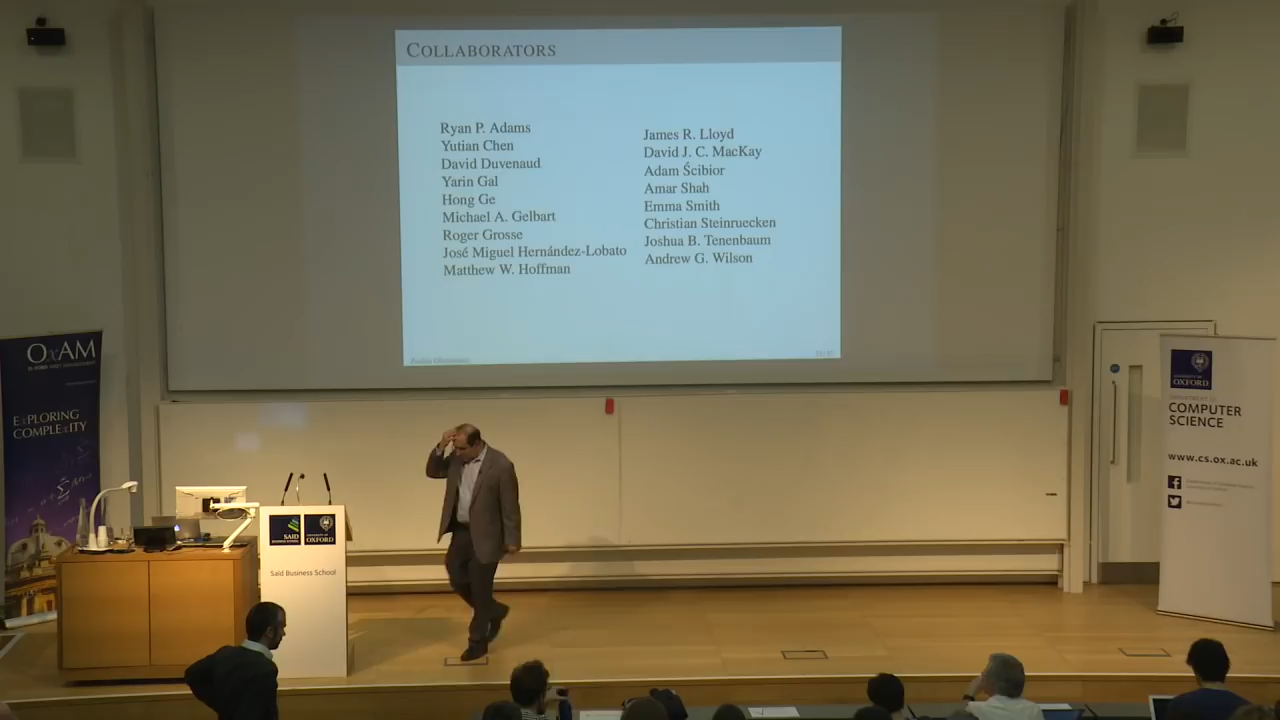 COLLABORATORS
Ryan P. Adams
Yutian Chen
David Duvenaud
Yarin Gal
Hong Ge
Michael A. Gelbart
Roger Grosse
José Miguel Hernández-Lobato
Matthew W. Hoffman
James R. Lloyd
David J. C. MacKay
Adam Ścibior
Amar Shah
Emma Smith
Christian Steinruecken
Joshua B. Tenenbaum
Andrew G. Wilson
OxAM
EXPLORING
COMPLEXITY
SAÏD
BUSINESS SCHOOL
UNIVERSITY OF
OXFORD
Saïd Business School
UNIVERSITY OF
OXFORD
DEPARTMENT OF
COMPUTER
SCIENCE
www.cs.ox.ac.uk